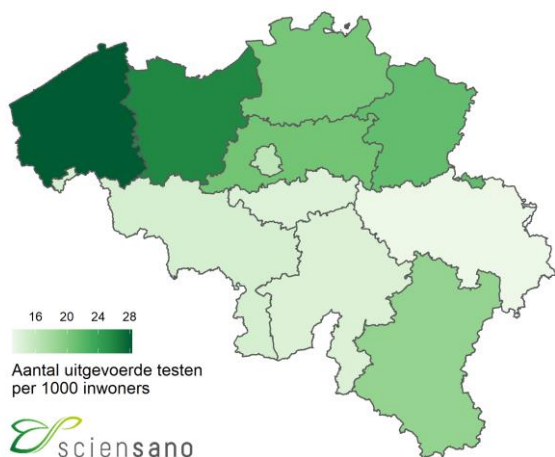 16 20 24 28
Aantal uitgevoerde testen
per 1000 inwoners
sciensano